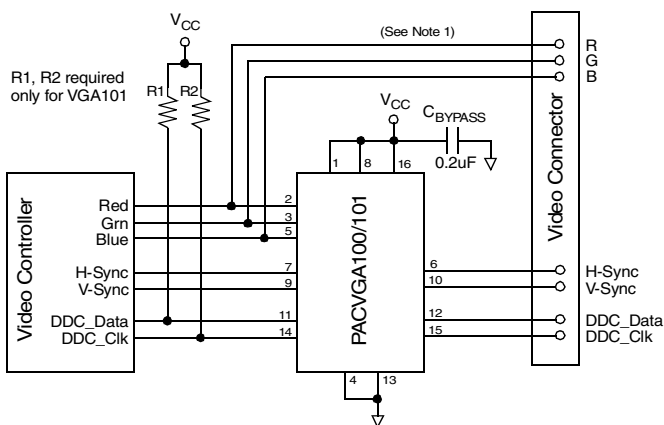 V_CC
R1, R2 required
only for VGA101
R1 R2
(See Note 1)
R
G
B
V_CC
C_BYPASS
0.2uF
1 8 16
Video Controller
Red
Grn
Blue
H-Sync
V-Sync
DDC_Data
DDC_Clk
2
3
5
7
9
11
14
PACVGA100/101
6
10
12
15
4 13
Video Connector
H-Sync
V-Sync
DDC_Data
DDC_Clk